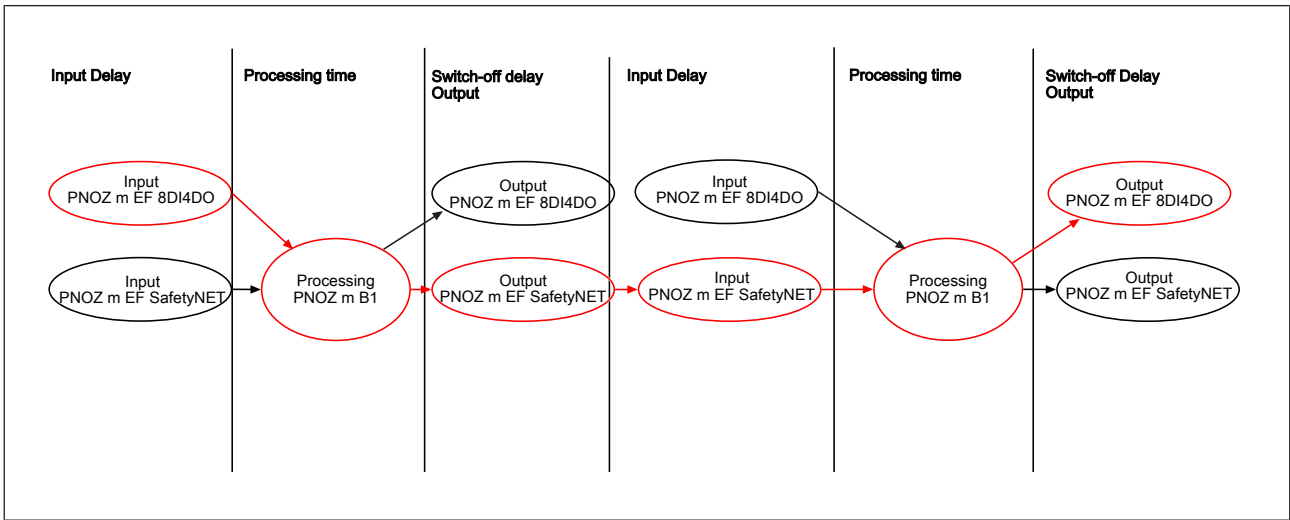 Input Delay
Processing time
Switch-off delay
Output
Input Delay
Processing time
Switch-off Delay
Output
Input
PNOZ m EF 8DI4DO
Output
PNOZ m EF 8DI4DO
Input
PNOZ m EF 8DI4DO
Output
PNOZ m EF 8DI4DO
Input
PNOZ m EF SafetyNET
Processing
PNOZ m B1
Output
PNOZ m EF SafetyNET
Input
PNOZ m EF SafetyNET
Processing
PNOZ m B1
Output
PNOZ m EF SafetyNET